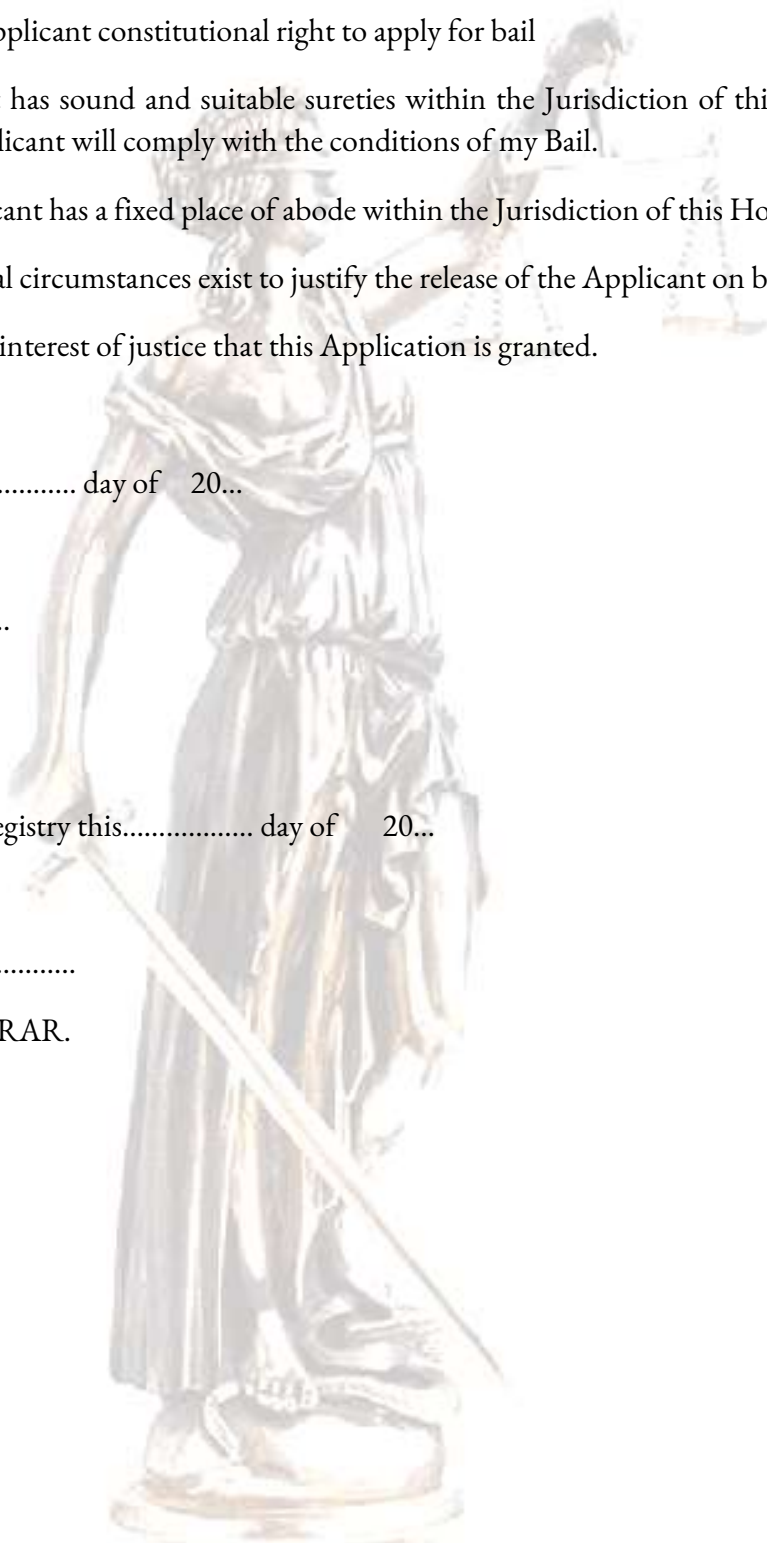 pplicant constitutional right to apply for bail
has sound and suitable sureties within the Jurisdiction of thi
licant will comply with the conditions of my Bail.
cant has a fixed place of abode within the Jurisdiction of this Ho
al circumstances exist to justify the release of the Applicant on b
interest of justice that this Application is granted.
........... day of 20...
..
egistry this.................. day of 20...
...........
RAR.